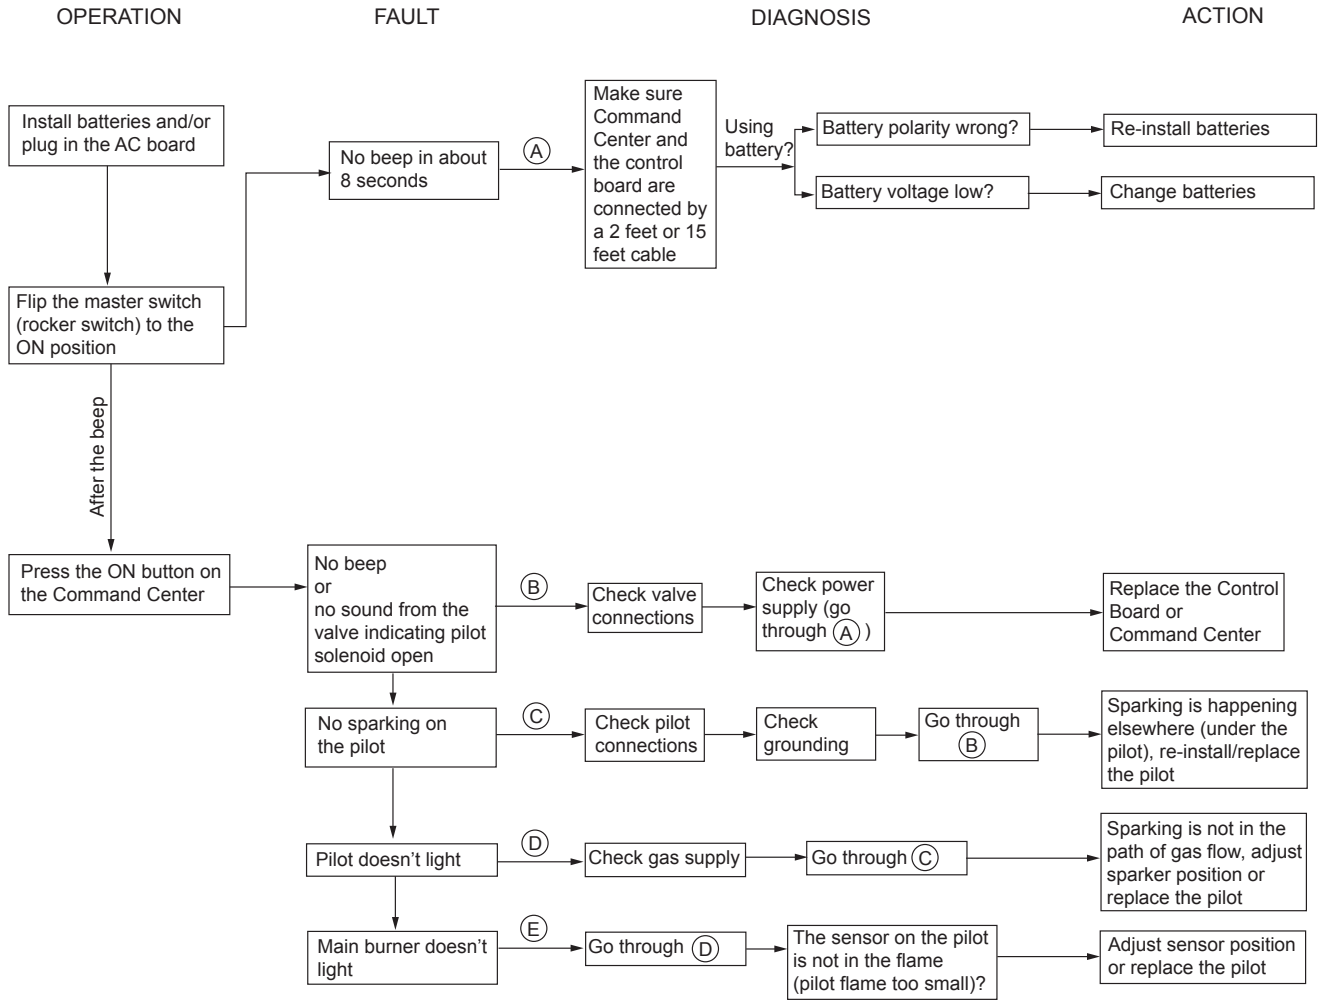 OPERATION
FAULT
DIAGNOSIS
ACTION
Install batteries and/or
plug in the AC board
Flip the master switch
(rocker switch) to the
ON position
No beep in about
8 seconds
A
Make sure
Command
Center and
the control
board are
connected by
a 2 feet or 15
feet cable
Using
battery?
Battery polarity wrong?
Re-install batteries
Battery voltage low?
Change batteries
After the beep
Press the ON button on
the Command Center
No beep
or
no sound from the
valve indicating pilot
solenoid open
B
Check valve
connections
Check power
supply (go
through A )
Replace the Control
Board or
Command Center
No sparking on
the pilot
C
Check pilot
connections
Check
grounding
Go through
B
Sparking is happening
elsewhere (under the
pilot), re-install/replace
the pilot
Pilot doesn't light
D
Check gas supply
Go through C
Sparking is not in the
path of gas flow, adjust
sparker position or
replace the pilot
Main burner doesn't
light
E
Go through D
The sensor on the pilot
is not in the flame
(pilot flame too small)?
Adjust sensor position
or replace the pilot